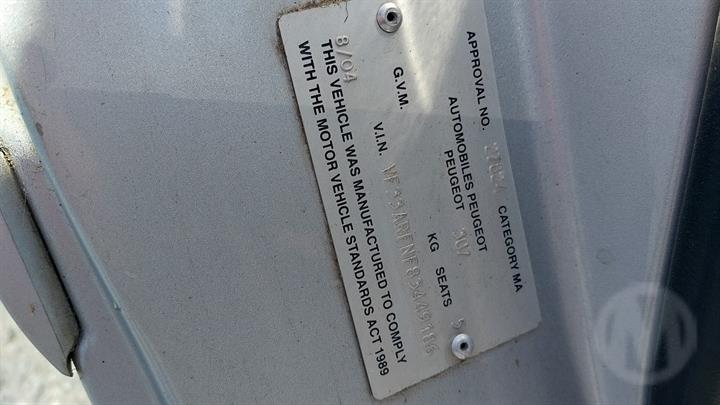 APPROVAL NO. 27824 CATEGORY MA
AUTOMOBILES PEUGEOT
PEUGEOT 307
G.V.M. KG SEATS 5
V.I.N.
8/04
THIS VEHICLE WAS MANUFACTURED TO COMPLY
WITH THE MOTOR VEHICLE STANDARDS ACT 1989
M